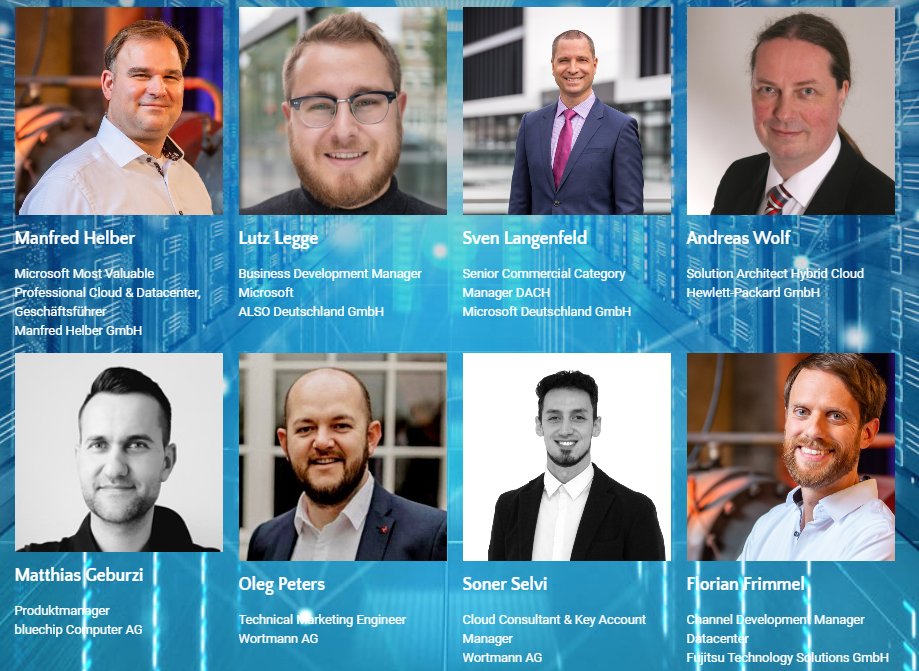 Manfred Helber
Microsoft Most Valuable
Professional Cloud & Datacenter,
Geschäftsführer
Manfred Helber GmbH
Lutz Legge
Business Development Manager
Microsoft
ALSO Deutschland GmbH
Sven Langenfeld
Senior Commercial Category
Manager DACH
Microsoft Deutschland GmbH
Andreas Wolf
Solution Architect Hybrid Cloud
Hewlett-Packard GmbH
Matthias Geburzi
Produktmanager
bluechip Computer AG
Oleg Peters
Technical Marketing Engineer
Wortmann AG
Soner Selvi
Cloud Consultant & Key Account
Manager
Wortmann AG
Florian Frimmel
Channel Development Manager
Datacenter
Fujitsu Technology Solutions GmbH